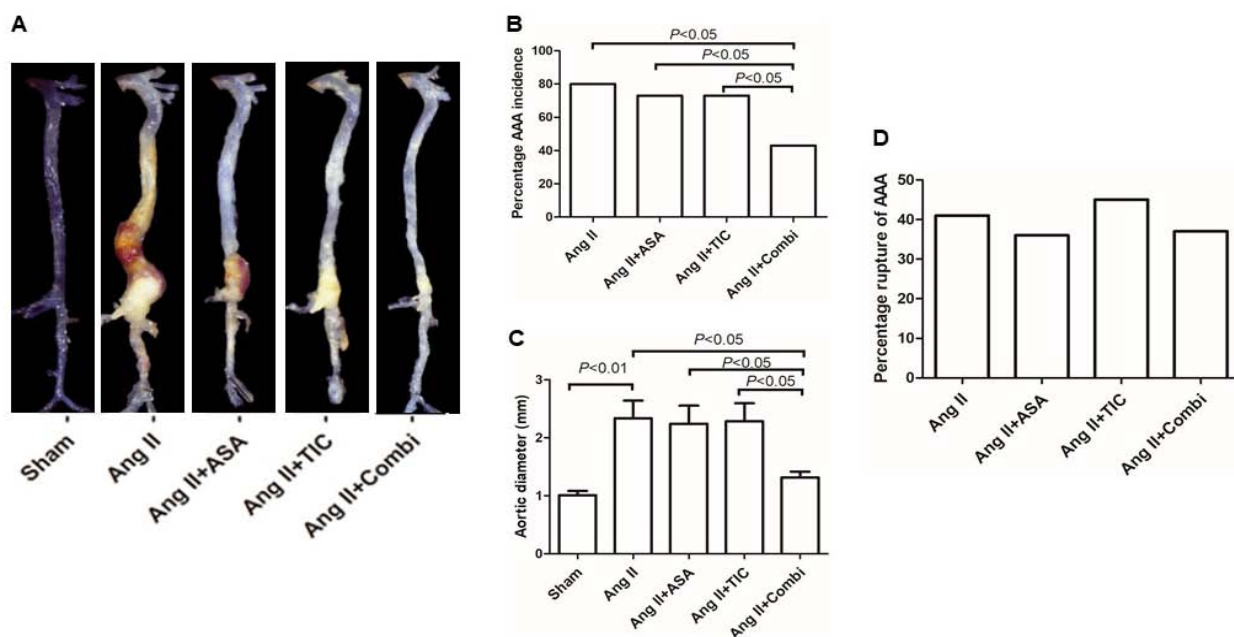 A
Sham
Ang II
Ang II+ASA
Ang II+TIC
Ang II+Combi
B
P<0.05
P<0.05
P<0.05
Percentage AAA incidence
100
80
60
40
20
0
Ang II
Ang II+ASA
Ang II+TIC
Ang II+Combi
C
P<0.05
P<0.01
P<0.05
P<0.05
Aortic diameter (mm)
3
2
1
0
Sham
Ang II
Ang II+ASA
Ang II+TIC
Ang II+Combi
D
Percentage rupture of AAA
50
40
30
20
10
0
Ang II
Ang II+ASA
Ang II+TIC
Ang II+Combi